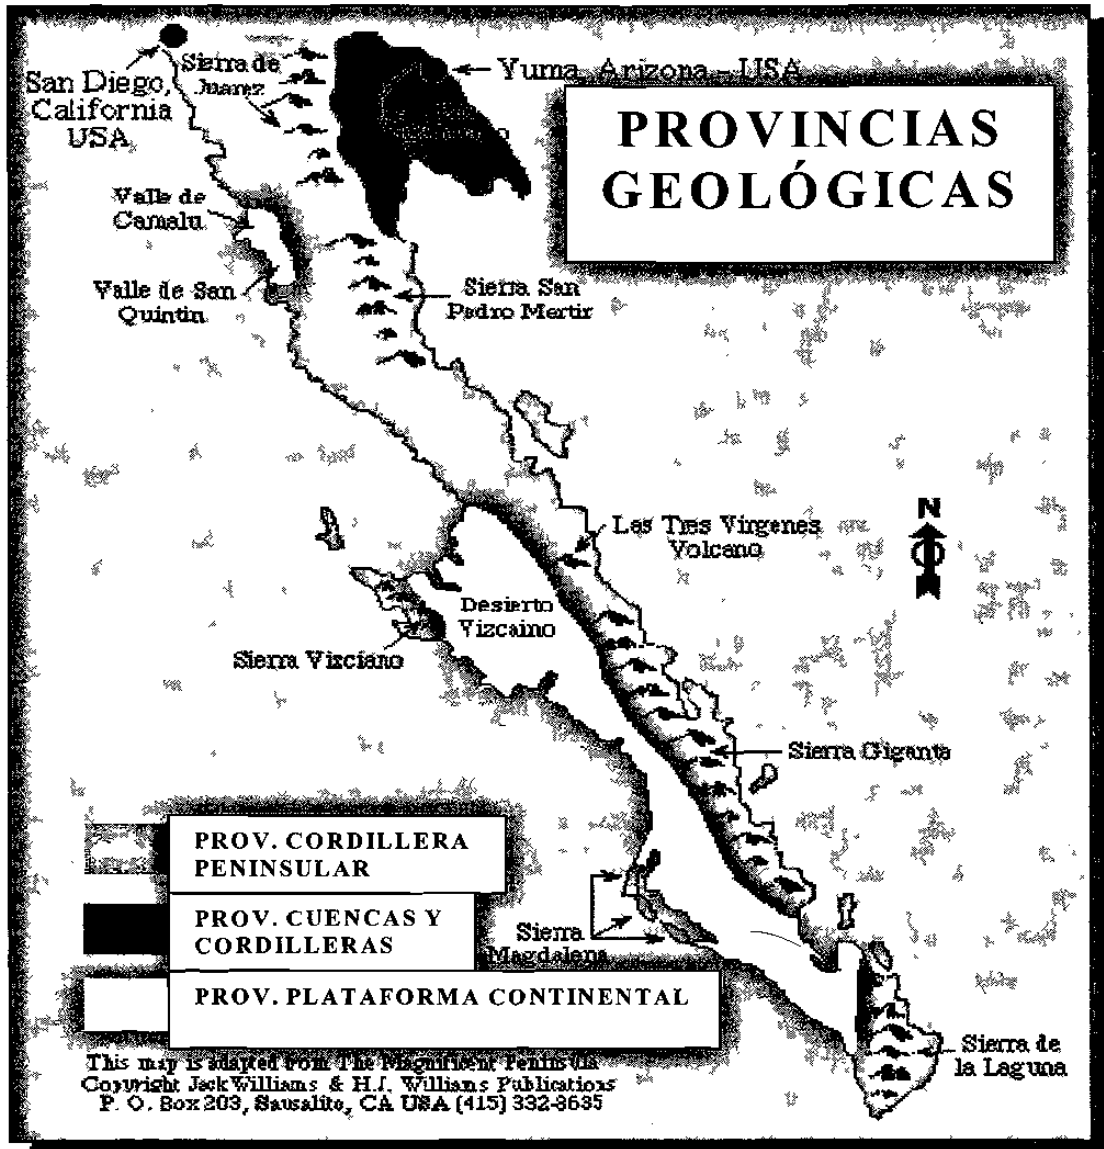 San Diego,
California
USA
Sierra de
Juarez
Yuma, Arizona - USA
PROVINCIAS
GEOLÓGICAS
Valle de
Camalu
Valle de San
Quintin
Sierra San
Padro Mertir
Las Tres Virgenes
Volcano
N
Desierto
Vizcaino
Sierra Vizciano
Sierra Giganta
PROV. CORDILLERA
PENINSULAR
PROV. CUENCAS Y
CORDILLERAS
PROV. PLATAFORMA CONTINENTAL
Sierra
Magdalena
Sierra de
la Laguna
This map is adapted from The Magnificent Peninsula
Copyright Jack Williams & H.J. Williams Publications
P. O. Box 203, Sausalito, CA USA (415) 332-8635